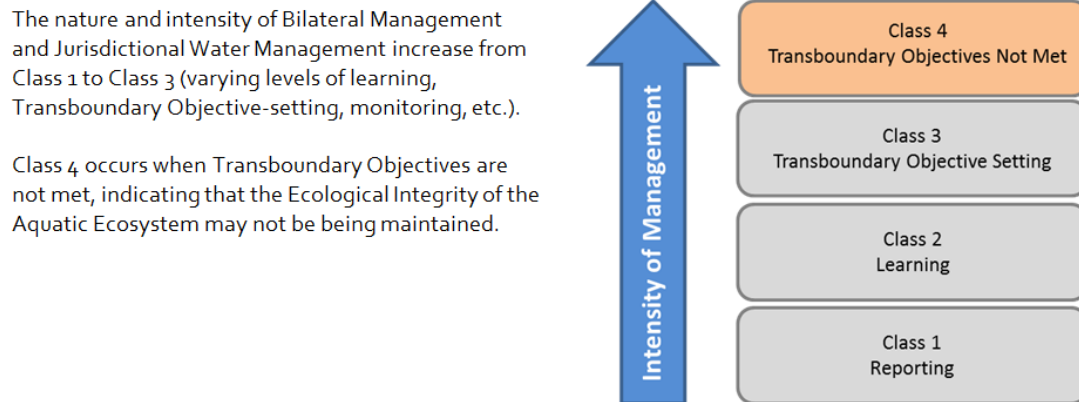 The nature and intensity of Bilateral Management
and Jurisdictional Water Management increase from
Class 1 to Class 3 (varying levels of learning,
Transboundary Objective-setting, monitoring, etc.).
Class 4 occurs when Transboundary Objectives are
not met, indicating that the Ecological Integrity of the
Aquatic Ecosystem may not be being maintained.
Intensity of Management
Class 4
Transboundary Objectives Not Met
Class 3
Transboundary Objective Setting
Class 2
Learning
Class 1
Reporting